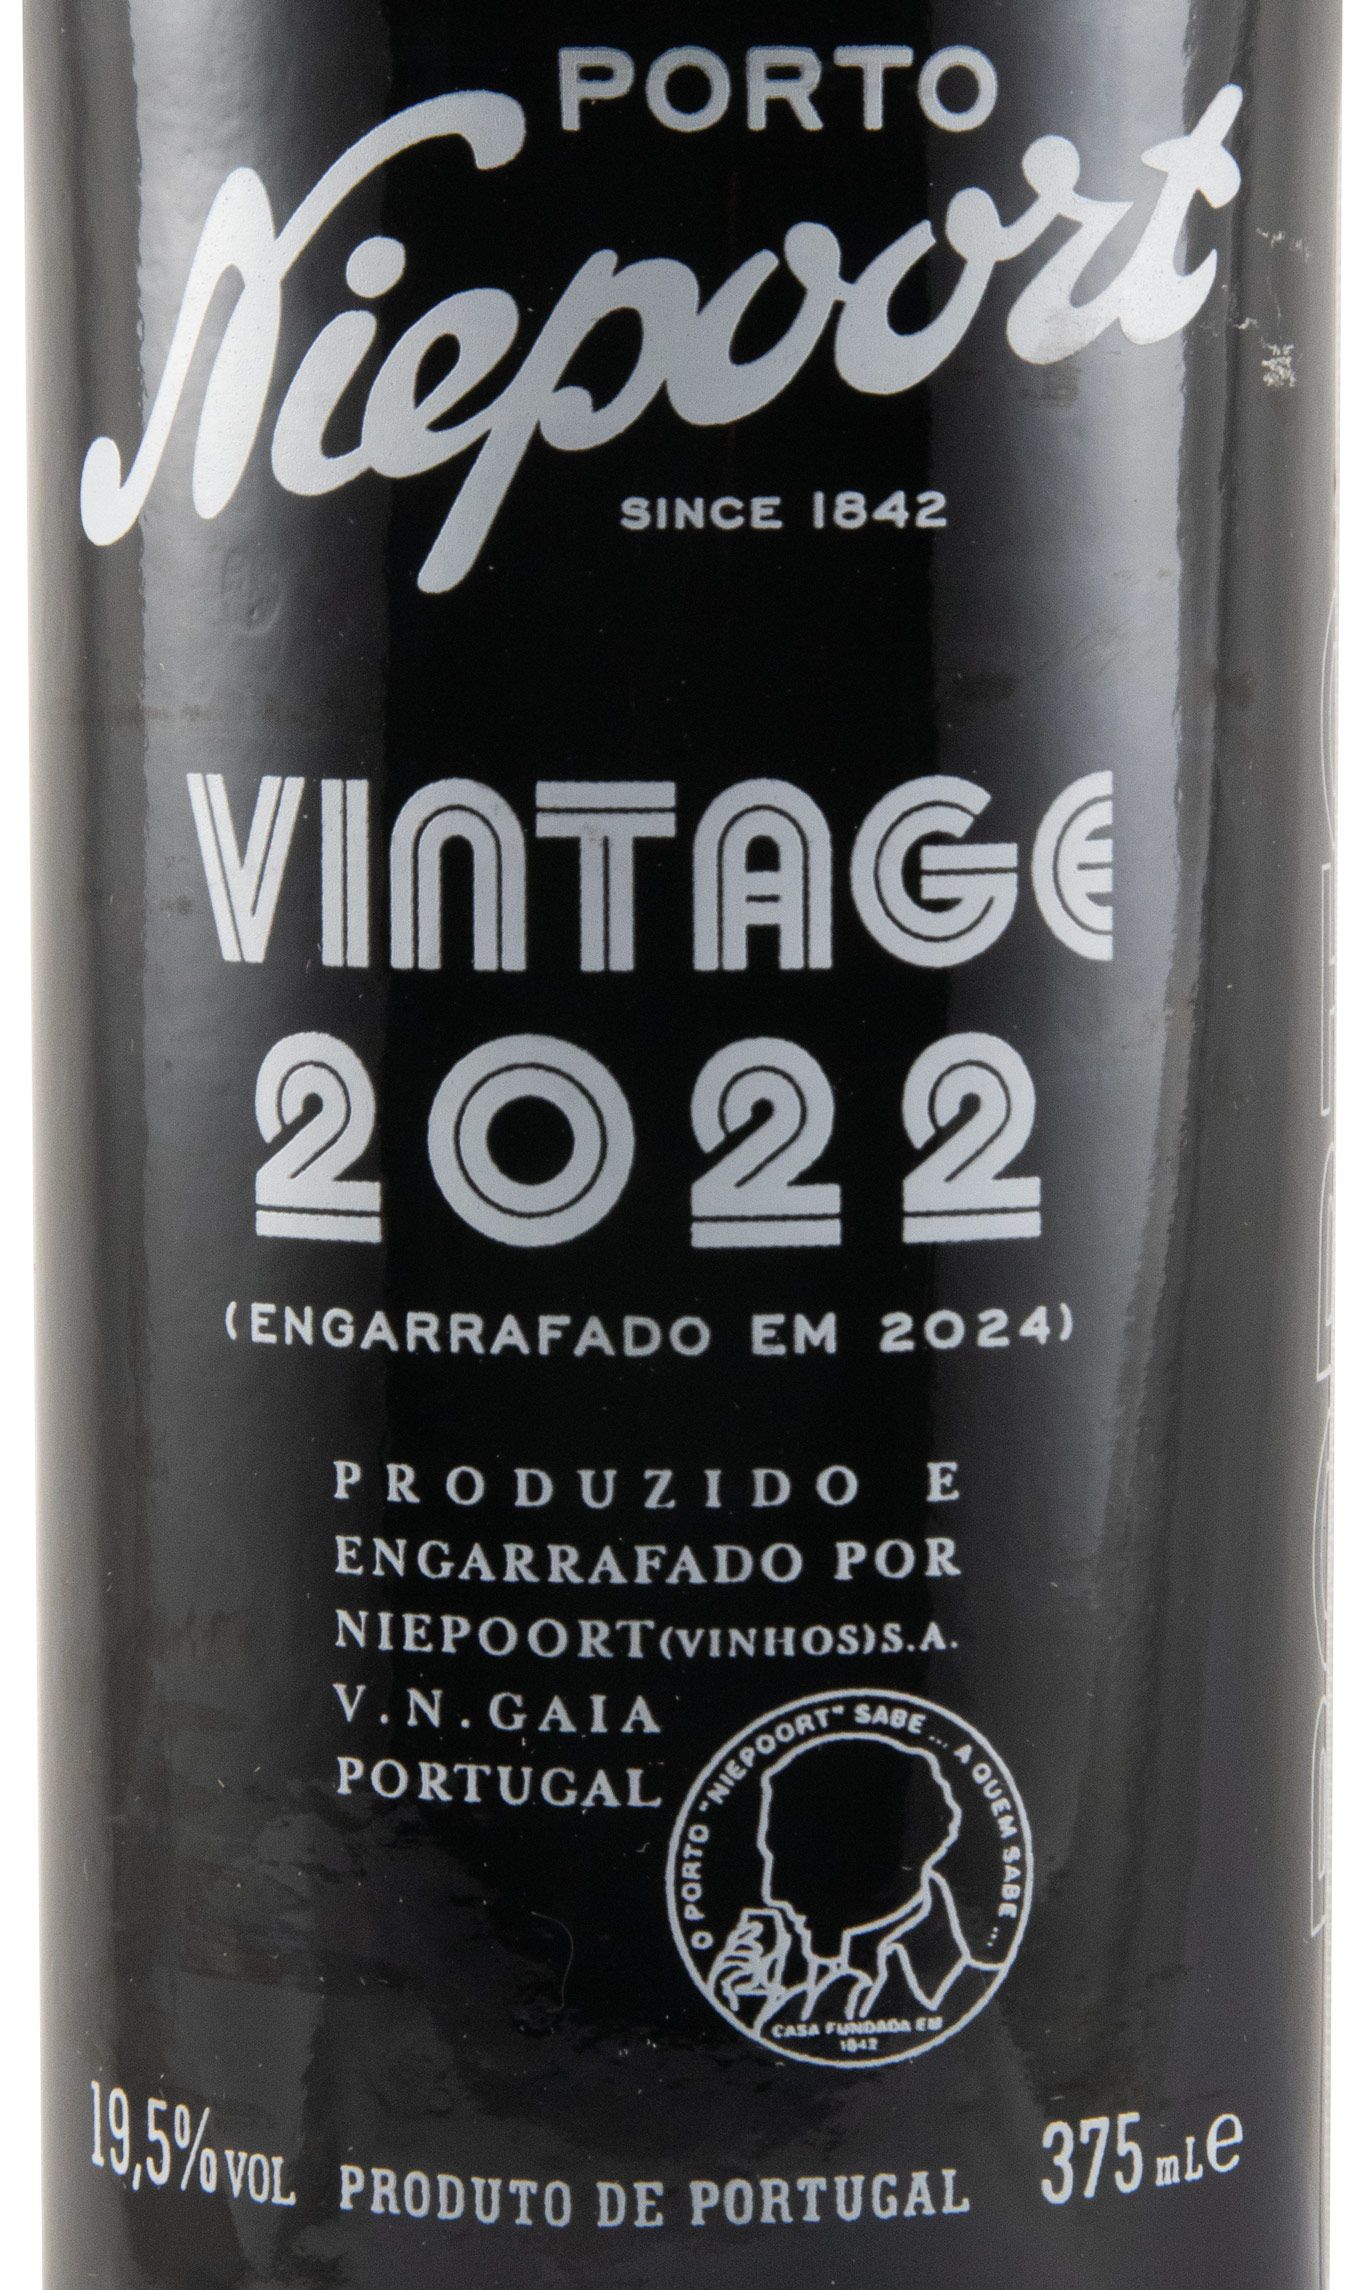 PORTO
Niepoort
SINCE 1842
VINTAGE
2022
(ENGARRAFADO EM 2024)
PRODUZIDO E
ENGARRAFADO POR
NIEPOORT (VINHOS) S.A.
V. N. GAIA
PORTUGAL
O PORTO "NIEPOORT" SABE ... A QUEM SABE ...
CASA FUNDADA EM
1842
19,5% VOL
PRODUTO DE PORTUGAL
375 mL e